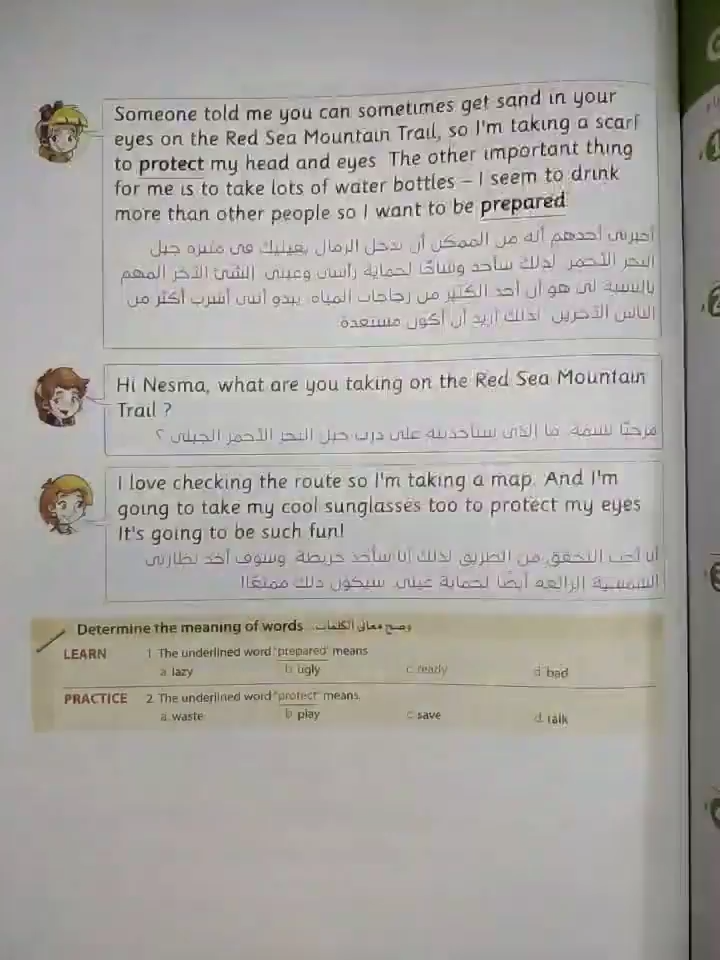 Someone told me you can sometimes get sand in your
eyes on the Red Sea Mountain Trail, so I'm taking a scarf
to protect my head and eyes The other important thing
for me is to take lots of water bottles – I seem to drink
more than other people so I want to be prepared
أخبرني أحدهم أنه من الممكن أن تدخل الرمال بعينيك في منتزه جبل
البحر الأحمر لذلك سآخذ وشاحًا لحماية رأسي وعيني الشئ الآخر المهم
بالنسبة لي هو أن آخذ الكثير من زجاجات المياه يبدو أنني أشرب أكثر من
الناس الآخرين لذلك أريد أن أكون مستعدة
Hi Nesma, what are you taking on the Red Sea Mountain
Trail ?
مرحبًا نسمة ما الذي ستأخذينه على درب جبل البحر الأحمر الجبلي ؟
I love checking the route so I'm taking a map. And I'm
going to take my cool sunglasses too to protect my eyes
It's going to be such fun!
أنا أحب التحقق من الطريق لذلك أنا سآخذ خريطة وسوف آخذ نظارتي
الشمسية الرائعة أيضًا لحماية عيني سيكون ذلك ممتعًا!
Determine the meaning of words وضح معاني الكلمات
LEARN 1 The underlined word "prepared" means
a lazy b ugly c ready d bad
PRACTICE 2 The underlined word "protect" means
a. waste b play c save d talk